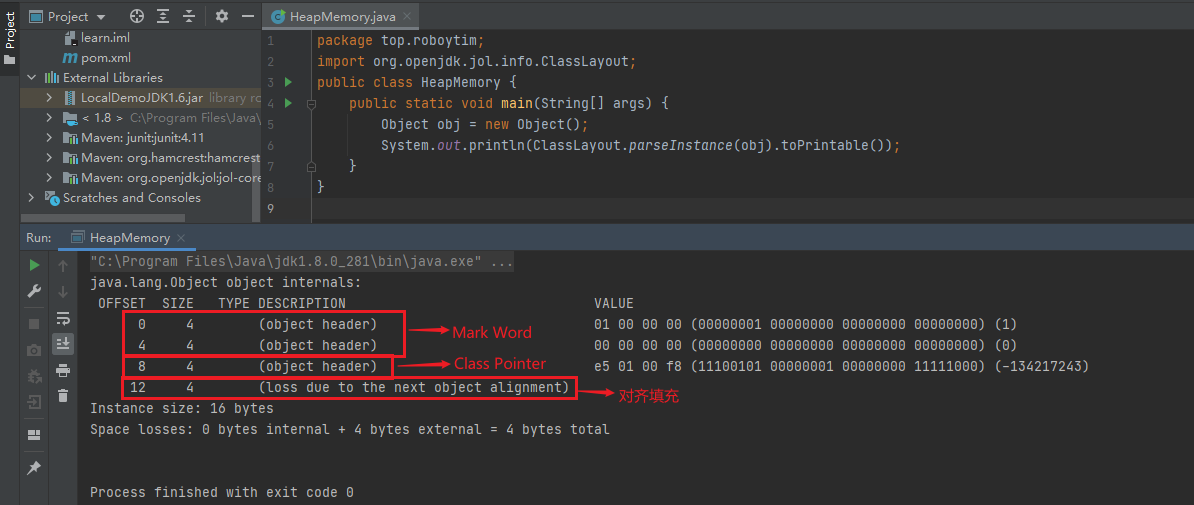 Project
Project
HeapMemory.java
learn.iml
pom.xml
External Libraries
LocalDemoJDK1.6.jar library ro
< 1.8 > C:\Program Files\Java\
Maven: junit:junit:4.11
Maven: org.hamcrest:hamcrest
Maven: org.openjdk.jol:jol-core
Scratches and Consoles
1 package top.roboytim;
2 import org.openjdk.jol.info.ClassLayout;
3 public class HeapMemory {
4 public static void main(String[] args) {
5 Object obj = new Object();
6 System.out.println(ClassLayout.parseInstance(obj).toPrintable());
7 }
8 }
9
Run: HeapMemory
"C:\Program Files\Java\jdk1.8.0_281\bin\java.exe" ...
java.lang.Object object internals:
OFFSET SIZE TYPE DESCRIPTION VALUE
0 4 (object header) 01 00 00 00 (00000001 00000000 00000000 00000000) (1)
Mark Word
4 4 (object header) 00 00 00 00 (00000000 00000000 00000000 00000000) (0)
8 4 (object header) Class Pointer e5 01 00 f8 (11100101 00000001 00000000 11111000) (-134217243)
12 4 (loss due to the next object alignment) 对齐填充
Instance size: 16 bytes
Space losses: 0 bytes internal + 4 bytes external = 4 bytes total
Process finished with exit code 0